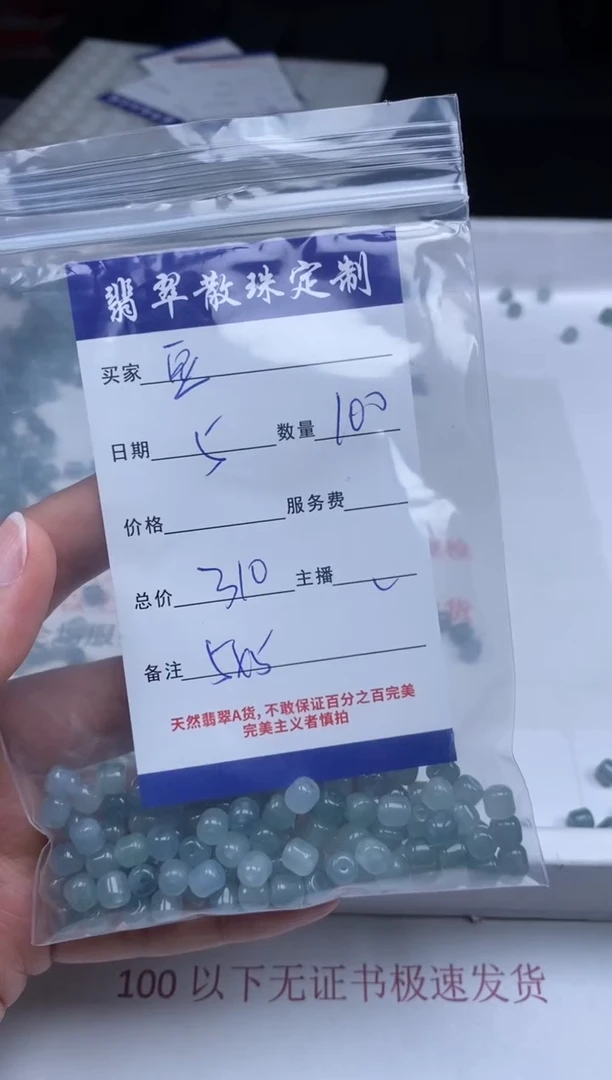 翡翠散珠定制
买家 豆
日期 5 数量 100
价格 服务费
总价 310 主播
备注 5x5
天然翡翠A货,不敢保证百分之百完美
完美主义者慎拍
100 以下无证书极速发货